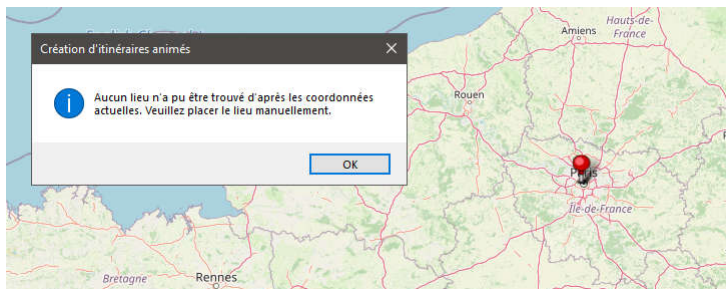 Hauts-de-
France
Amiens
Création d'itinéraires animés
Aucun lieu n'a pu être trouvé d'après les coordonnées
actuelles. Veuillez placer le lieu manuellement.
OK
Rouen
Paris
Île-de-France
Bretagne
Rennes